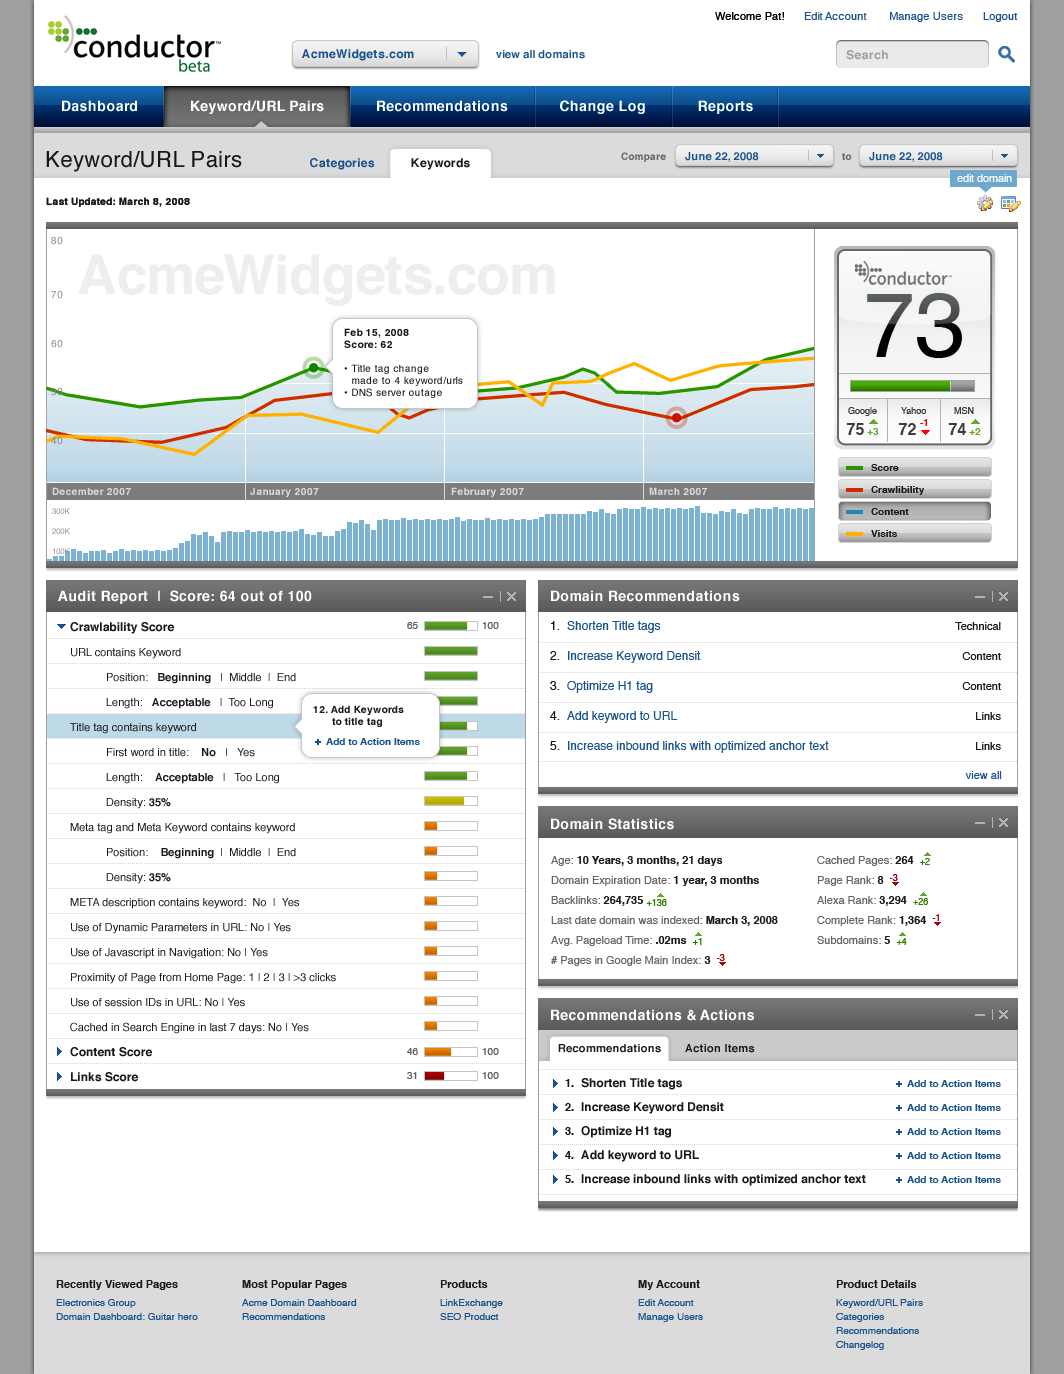 Welcome Pat! Edit Account Manage Users Logout
conductor™
beta
AcmeWidgets.com view all domains Search
Dashboard Keyword/URL Pairs Recommendations Change Log Reports
Keyword/URL Pairs Categories Keywords Compare June 22, 2008 to June 22, 2008
edit domain
Last Updated: March 8, 2008
80
AcmeWidgets.com
70
60
50
40
Feb 15, 2008
Score: 62
• Title tag change
made to 4 keyword/urls
• DNS server outage
December 2007 January 2007 February 2007 March 2007
300K
200K
100K
conductor™
73
Google Yahoo MSN
75 +3 72 -1 74 +2
Score
Crawlibility
Content
Visits
Audit Report | Score: 64 out of 100
Crawlability Score 65 100
URL contains Keyword
Position: Beginning | Middle | End
Length: Acceptable | Too Long
Title tag contains keyword
12. Add Keywords
to title tag
+ Add to Action Items
First word in title: No | Yes
Length: Acceptable | Too Long
Density: 35%
Meta tag and Meta Keyword contains keyword
Position: Beginning | Middle | End
Density: 35%
META description contains keyword: No | Yes
Use of Dynamic Parameters in URL: No | Yes
Use of Javascript in Navigation: No | Yes
Proximity of Page from Home Page: 1 | 2 | 3 | >3 clicks
Use of session IDs in URL: No | Yes
Cached in Search Engine in last 7 days: No | Yes
Content Score 46 100
Links Score 31 100
Domain Recommendations
1. Shorten Title tags Technical
2. Increase Keyword Densit Content
3. Optimize H1 tag Content
4. Add keyword to URL Links
5. Increase inbound links with optimized anchor text Links
view all
Domain Statistics
Age: 10 Years, 3 months, 21 days Cached Pages: 264 +2
Domain Expiration Date: 1 year, 3 months Page Rank: 8 -3
Backlinks: 264,735 +136 Alexa Rank: 3,294 +26
Last date domain was indexed: March 3, 2008 Complete Rank: 1,364 -1
Avg. Pageload Time: .02ms +1 Subdomains: 5 +4
# Pages in Google Main Index: 3 -3
Recommendations & Actions
Recommendations Action Items
1. Shorten Title tags + Add to Action Items
2. Increase Keyword Densit + Add to Action Items
3. Optimize H1 tag + Add to Action Items
4. Add keyword to URL + Add to Action Items
5. Increase inbound links with optimized anchor text + Add to Action Items
Recently Viewed Pages Most Popular Pages Products My Account Product Details
Electronics Group Acme Domain Dashboard LinkExchange Edit Account Keyword/URL Pairs
Domain Dashboard: Guitar hero Recommendations SEO Product Manage Users Categories
Recommendations
Changelog